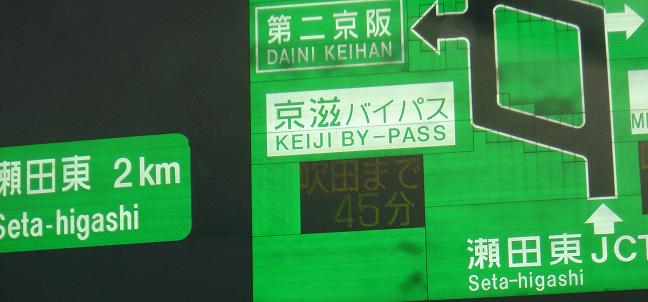 第二京阪
DAINI KEIHAN
京滋バイパス
KEIJI BY-PASS
吹田まで
45分
瀬田東 2km
Seta-higashi
瀬田東JCT
Seta-higashi